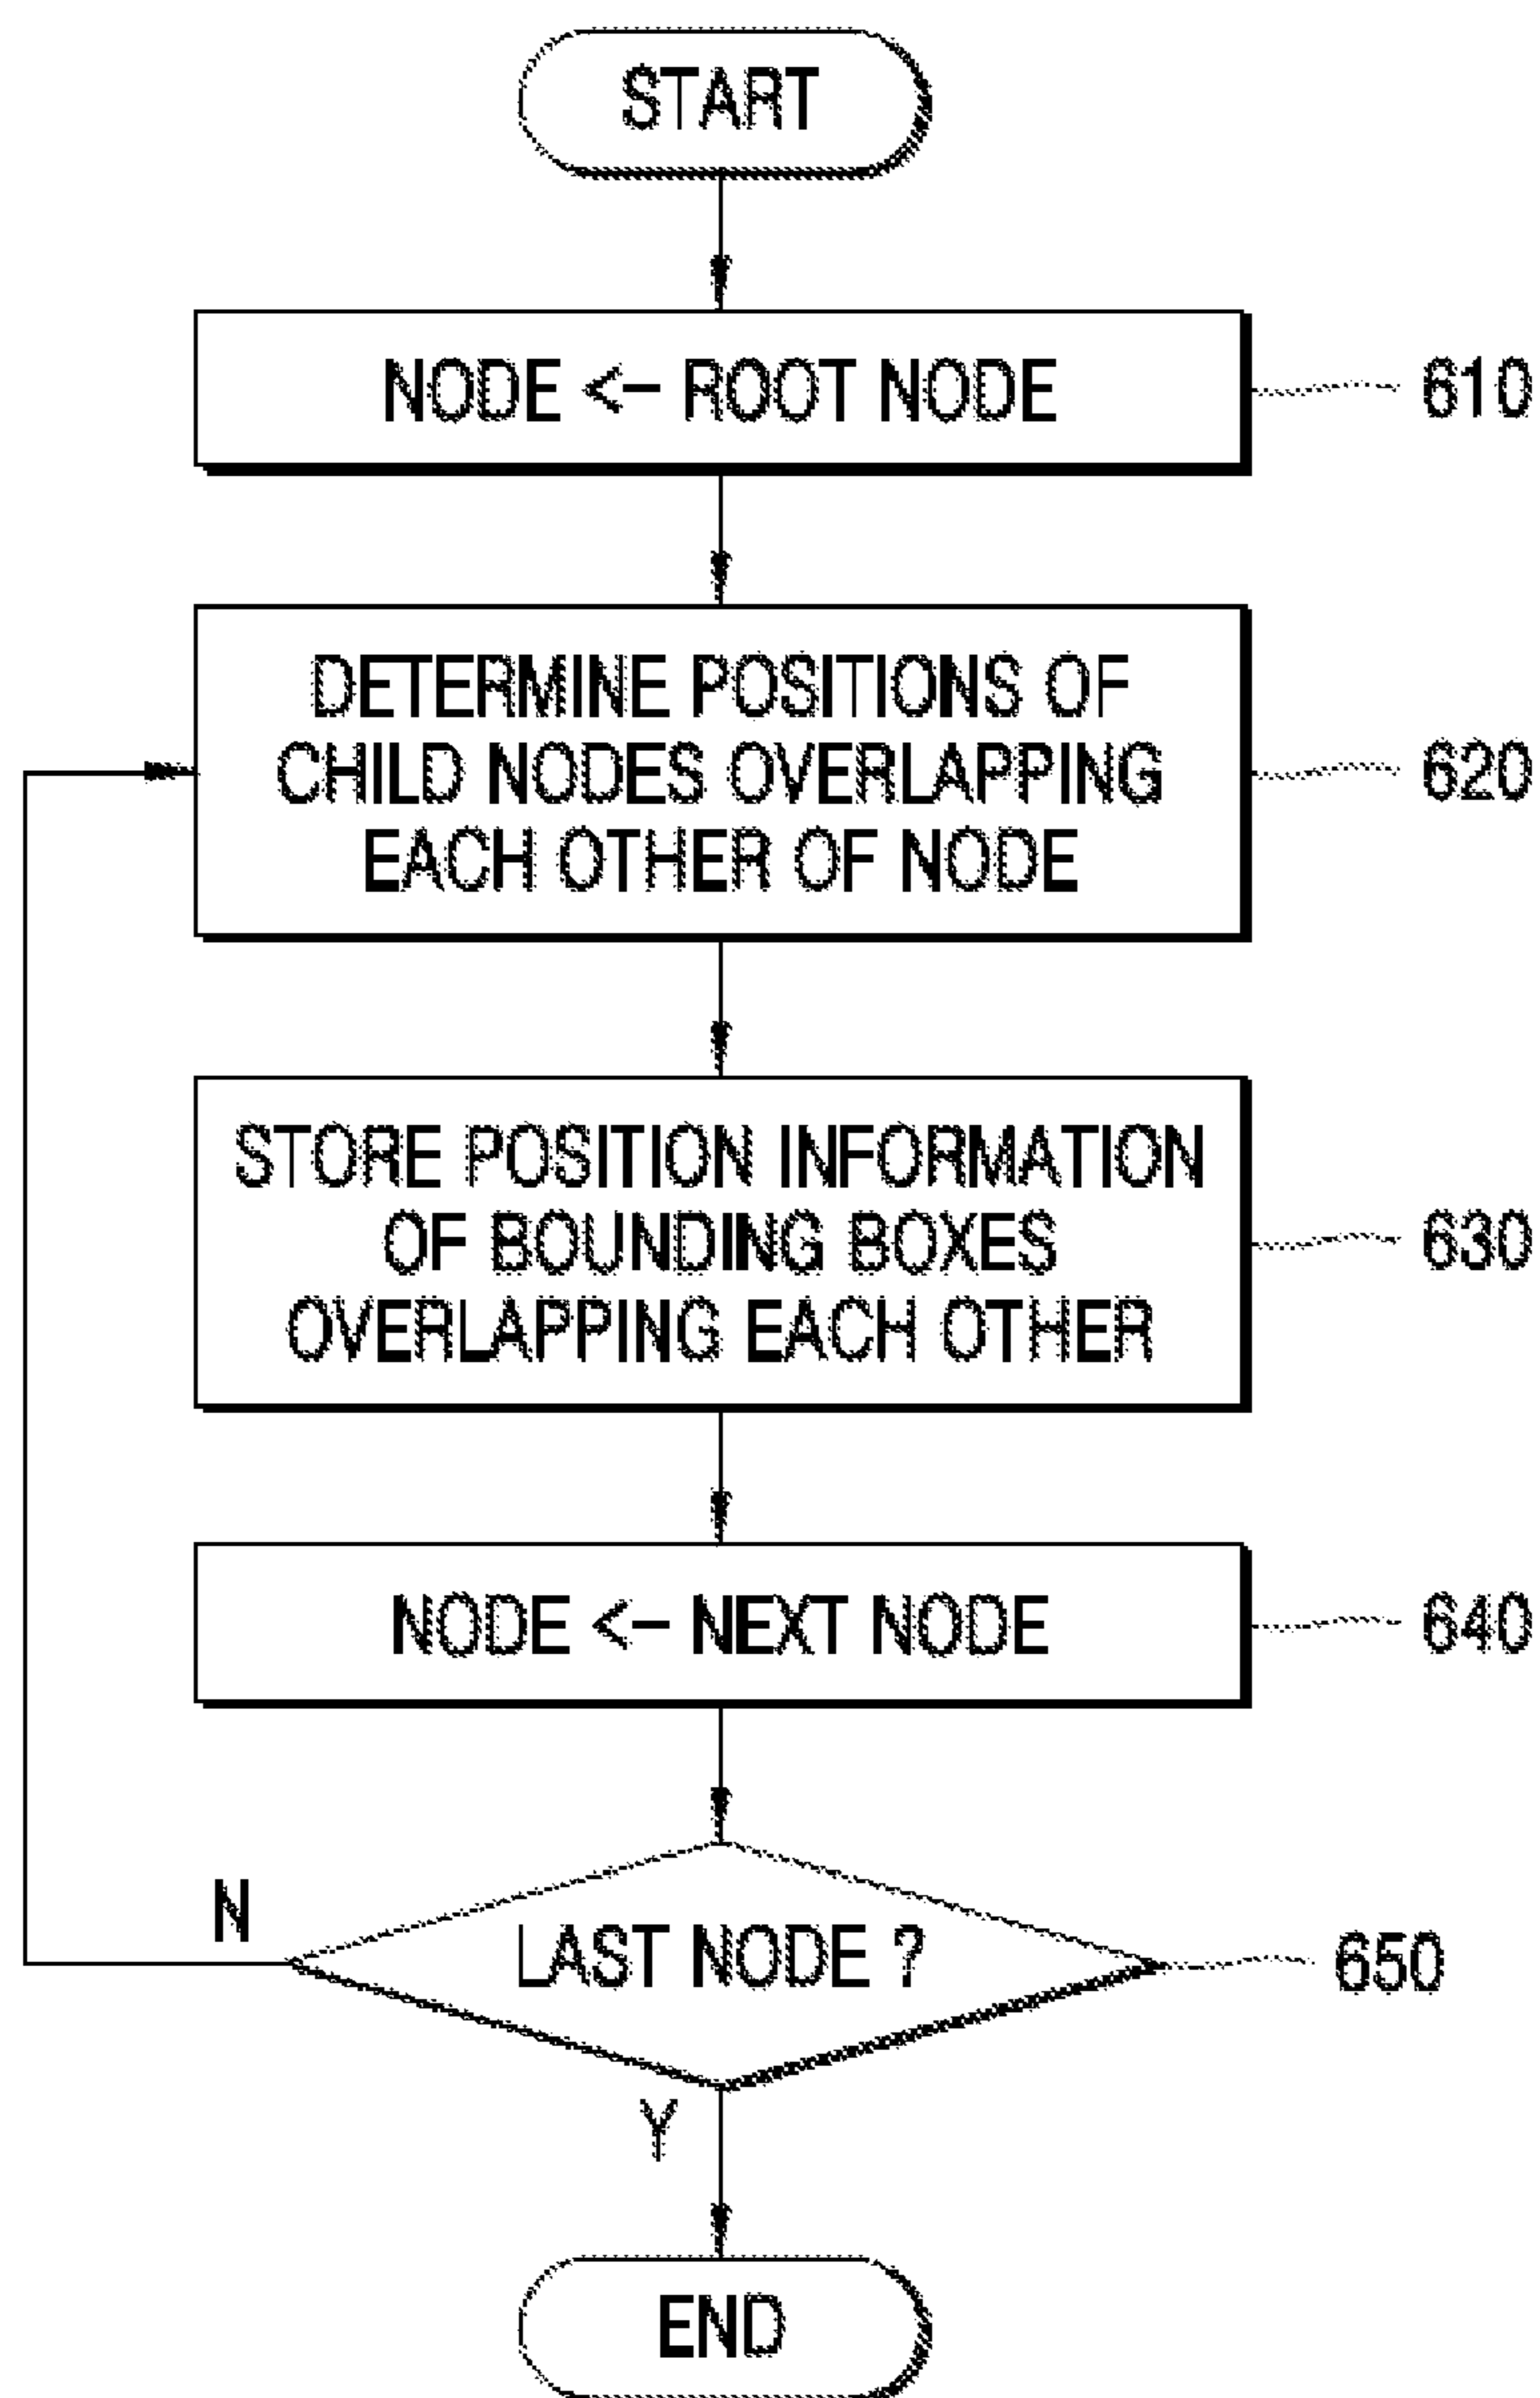 START
NODE <- ROOT NODE
610
DETERMINE POSITIONS OF
CHILD NODES OVERLAPPING
EACH OTHER OF NODE
620
STORE POSITION INFORMATION
OF BOUNDING BOXES
OVERLAPPING EACH OTHER
630
NODE <- NEXT NODE
640
N
LAST NODE ?
650
Y
END